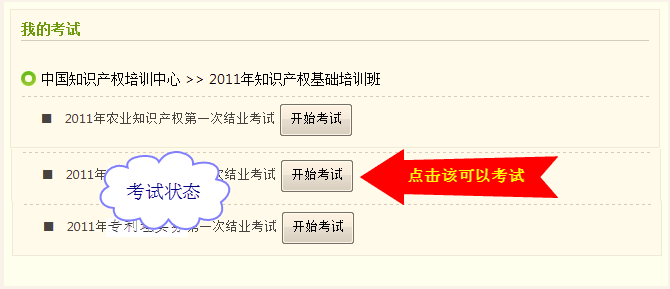 我的考试
中国知识产权培训中心 >> 2011年知识产权基础培训班
2011年农业知识产权第一次结业考试 开始考试
2011年 次结业考试 开始考试 点击该可以考试
考试状态
2011年专利 第一次结业考试 开始考试